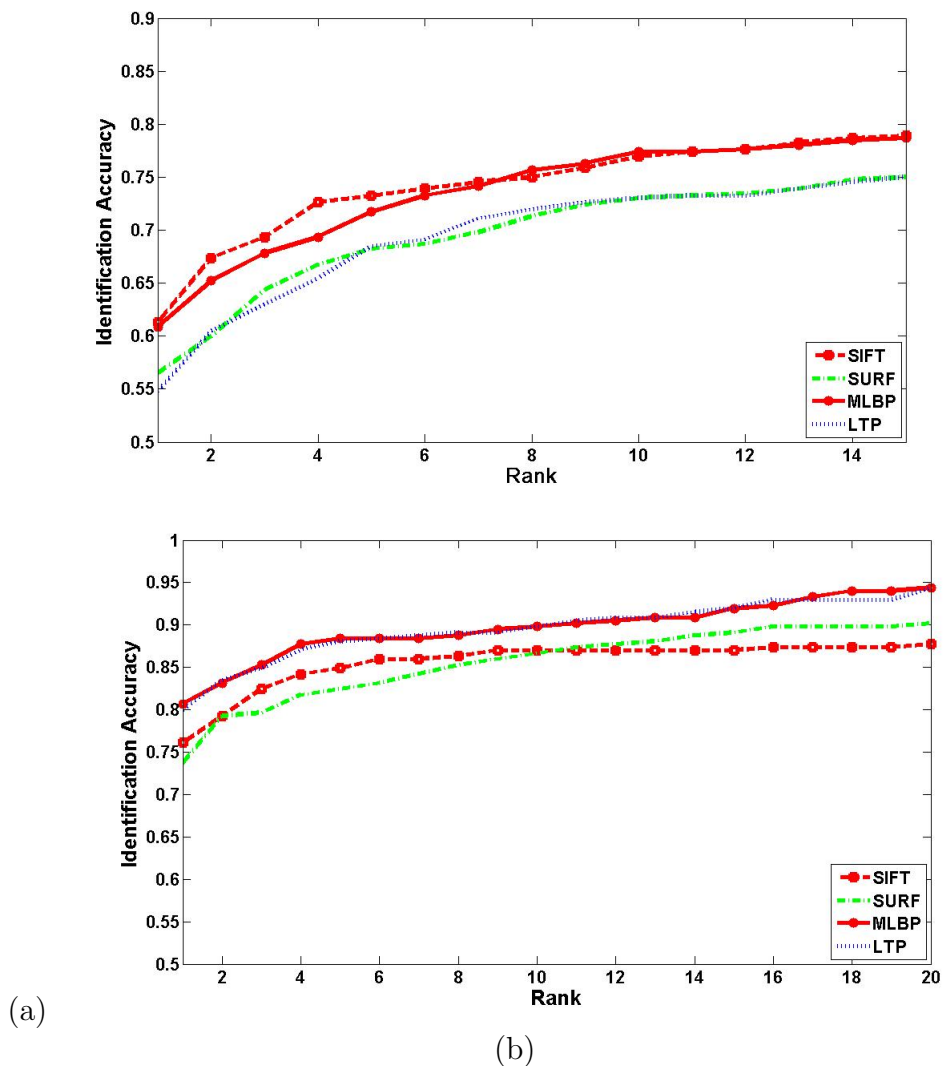 0.9
0.85
0.8
0.75
0.7
0.65
0.6
0.55
0.5
Identification Accuracy
2 4 6 8 10 12 14
Rank
SIFT
SURF
MLBP
LTP
1
0.95
0.9
0.85
0.8
0.75
0.7
0.65
0.6
0.55
0.5
Identification Accuracy
2 4 6 8 10 12 14 16 18 20
Rank
SIFT
SURF
MLBP
LTP
(a)
(b)